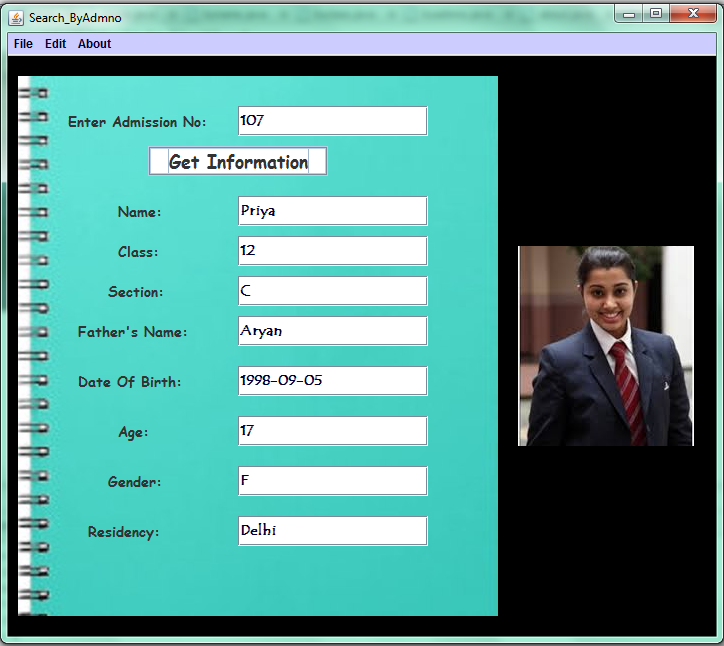 Search_ByAdmno
File Edit About
Enter Admission No: 107
Get Information
Name: Priya
Class: 12
Section: C
Father's Name: Aryan
Date Of Birth: 1998-09-05
Age: 17
Gender: F
Residency: Delhi